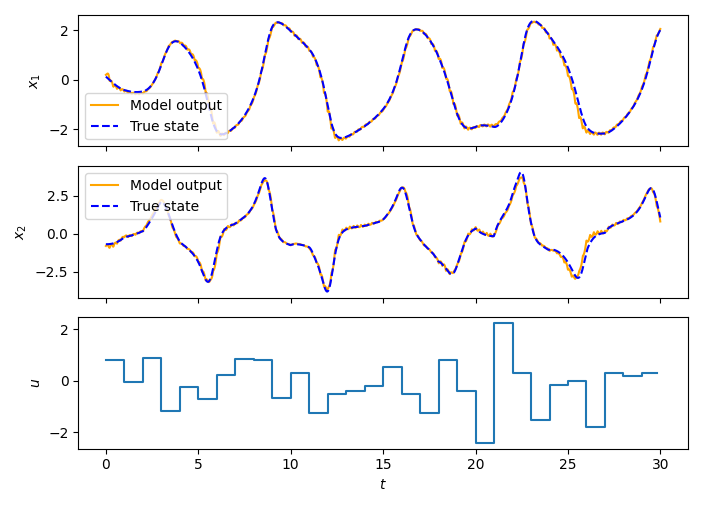 2
0
−2
x₁
Model output
True state
2.5
0.0
−2.5
x₂
Model output
True state
2
0
−2
u
0 5 10 15 20 25 30
t